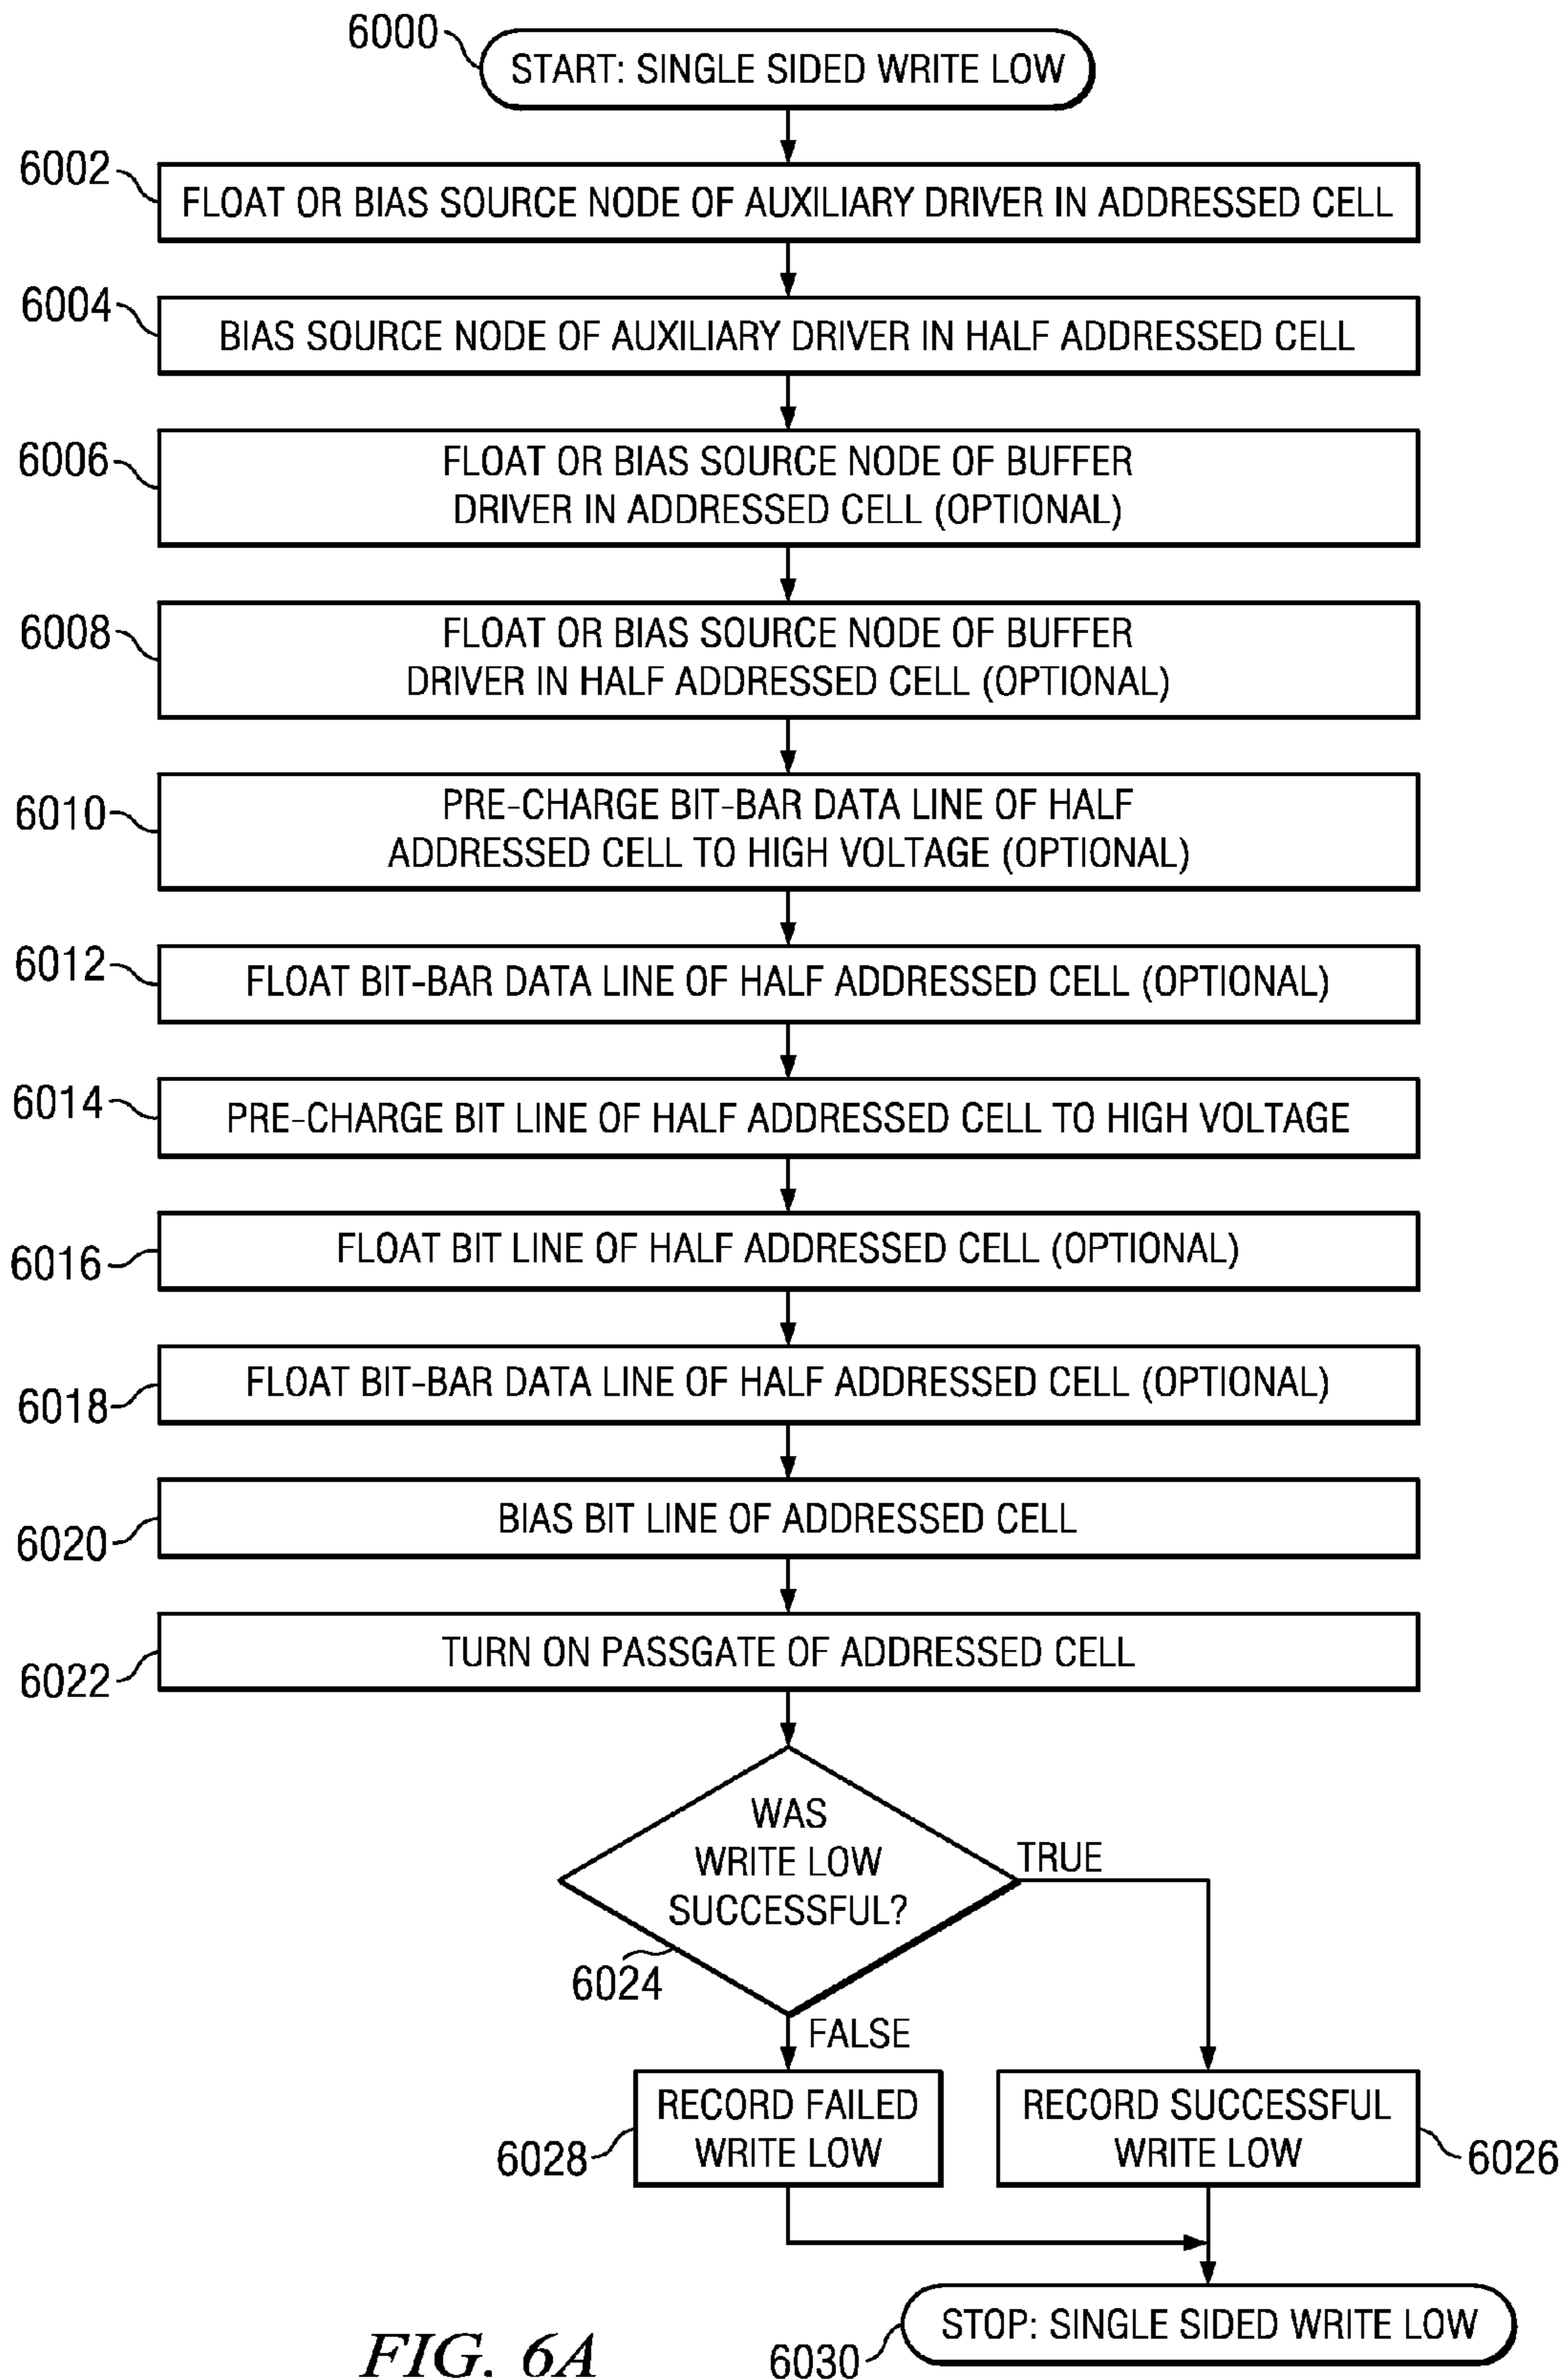 6000
START: SINGLE SIDED WRITE LOW
6002
FLOAT OR BIAS SOURCE NODE OF AUXILIARY DRIVER IN ADDRESSED CELL
6004
BIAS SOURCE NODE OF AUXILIARY DRIVER IN HALF ADDRESSED CELL
6006
FLOAT OR BIAS SOURCE NODE OF BUFFER
DRIVER IN ADDRESSED CELL (OPTIONAL)
6008
FLOAT OR BIAS SOURCE NODE OF BUFFER
DRIVER IN HALF ADDRESSED CELL (OPTIONAL)
6010
PRE-CHARGE BIT-BAR DATA LINE OF HALF
ADDRESSED CELL TO HIGH VOLTAGE (OPTIONAL)
6012
FLOAT BIT-BAR DATA LINE OF HALF ADDRESSED CELL (OPTIONAL)
6014
PRE-CHARGE BIT LINE OF HALF ADDRESSED CELL TO HIGH VOLTAGE
6016
FLOAT BIT LINE OF HALF ADDRESSED CELL (OPTIONAL)
6018
FLOAT BIT-BAR DATA LINE OF HALF ADDRESSED CELL (OPTIONAL)
6020
BIAS BIT LINE OF ADDRESSED CELL
6022
TURN ON PASSGATE OF ADDRESSED CELL
WAS
WRITE LOW
SUCCESSFUL?
TRUE
6024
FALSE
RECORD FAILED
WRITE LOW
6028
RECORD SUCCESSFUL
WRITE LOW
6026
STOP: SINGLE SIDED WRITE LOW
6030
FIG. 6A